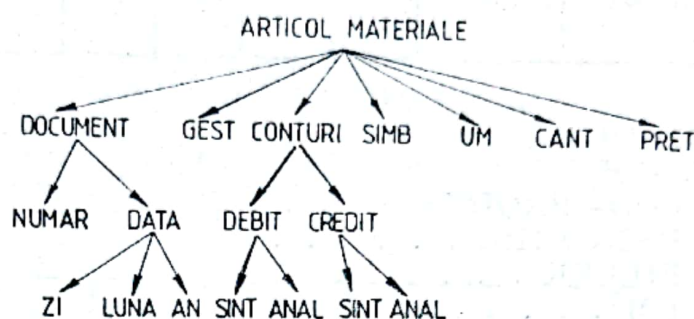 ARTICOL MATERIALE
DOCUMENT GEST CONTURI SIMB UM CANT PRET
NUMAR DATA DEBIT CREDIT
ZI LUNA AN SINT ANAL SINT ANAL